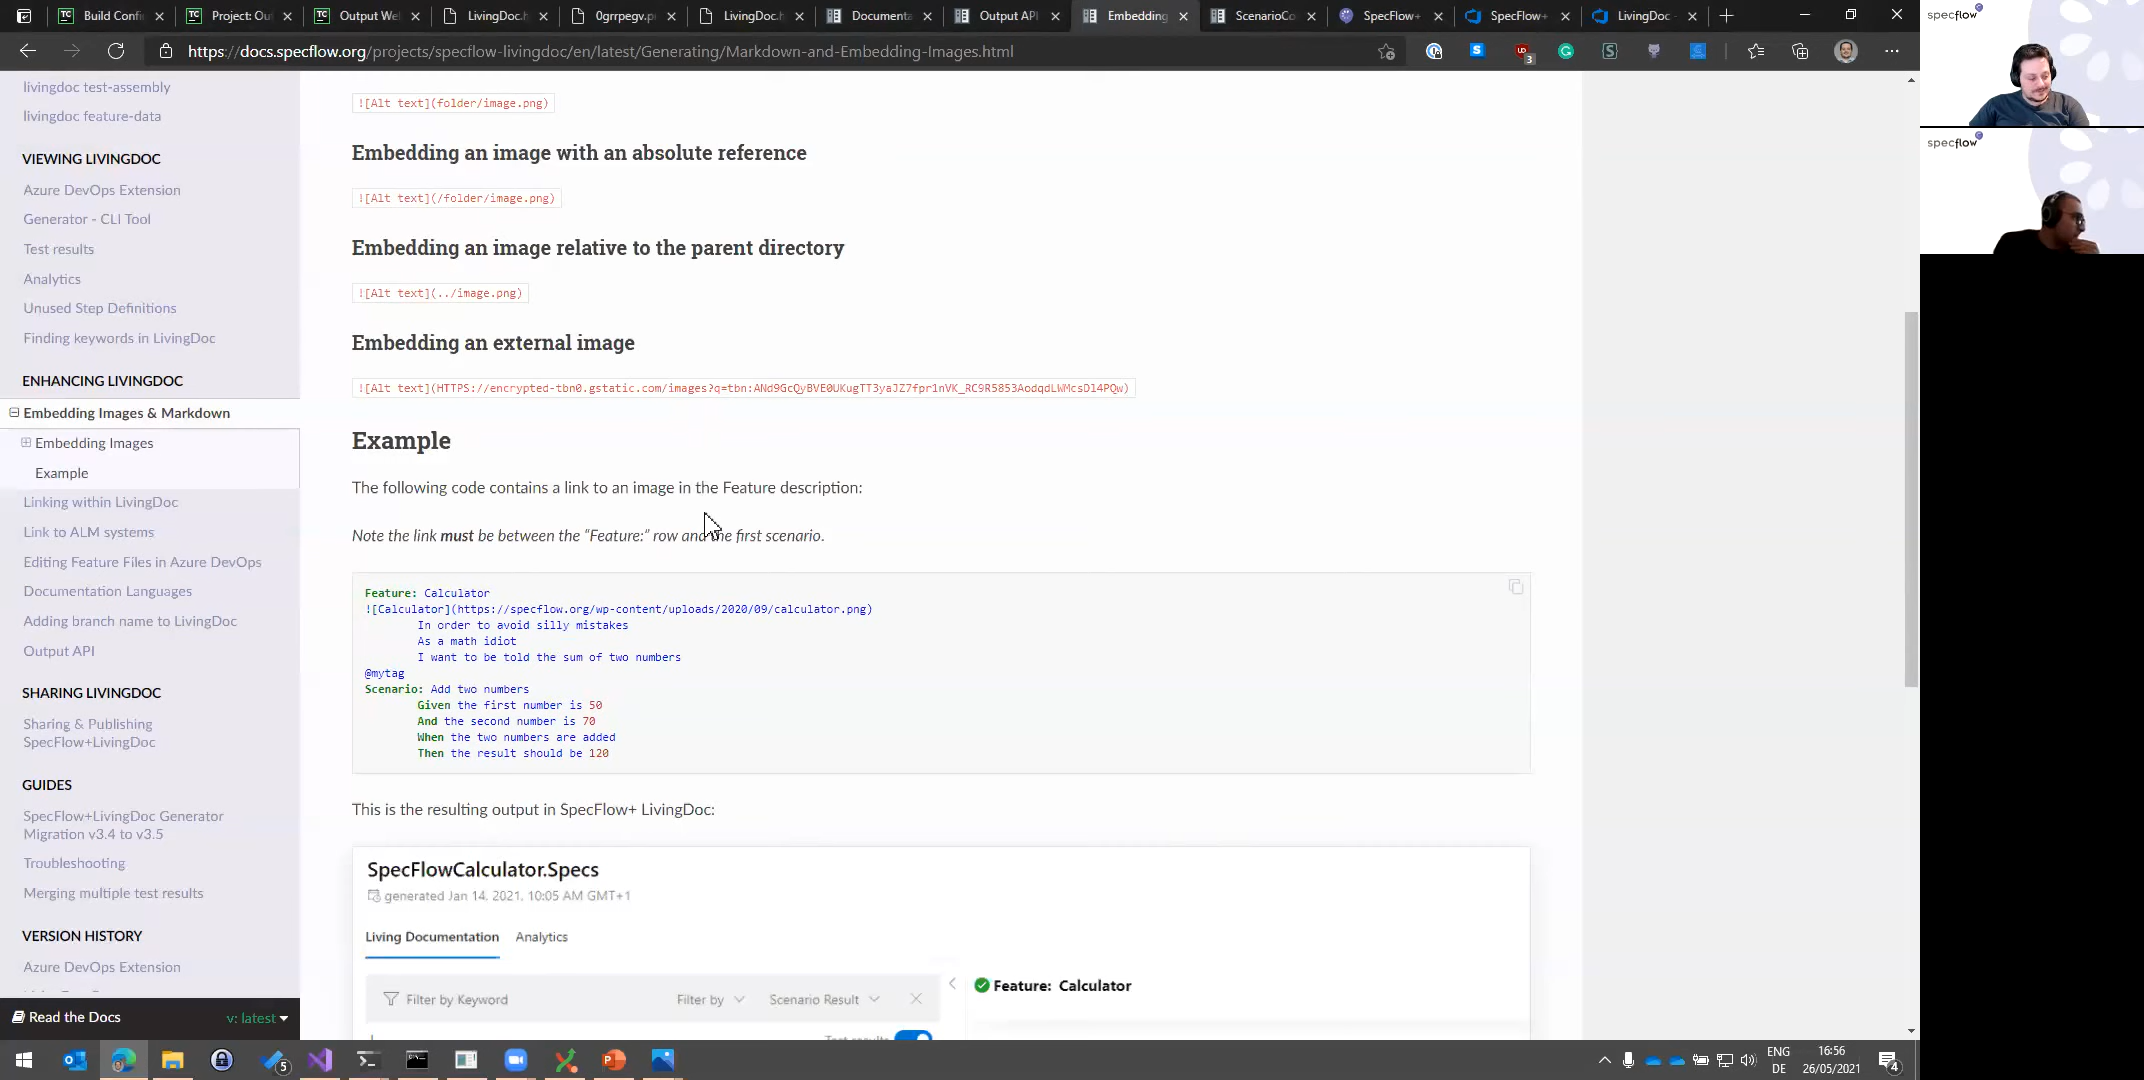 Build Confi
Project: Ou
Output Wel
LivingDoc.h
0grrpegv.pr
LivingDoc.h
Documenta
Output API
Embedding
ScenarioCo
SpecFlow+
SpecFlow+
LivingDoc -
https://docs.specflow.org/projects/specflow-livingdoc/en/latest/Generating/Markdown-and-Embedding-Images.html
3
specflow
specflow
livingdoc test-assembly
livingdoc feature-data
VIEWING LIVINGDOC
Azure DevOps Extension
Generator - CLI Tool
Test results
Analytics
Unused Step Definitions
Finding keywords in LivingDoc
ENHANCING LIVINGDOC
Embedding Images & Markdown
Embedding Images
Example
Linking within LivingDoc
Link to ALM systems
Editing Feature Files in Azure DevOps
Documentation Languages
Adding branch name to LivingDoc
Output API
SHARING LIVINGDOC
Sharing & Publishing
SpecFlow+LivingDoc
GUIDES
SpecFlow+LivingDoc Generator
Migration v3.4 to v3.5
Troubleshooting
Merging multiple test results
VERSION HISTORY
Azure DevOps Extension
Read the Docs
v: latest
![Alt text](folder/image.png)
Embedding an image with an absolute reference
![Alt text](/folder/image.png)
Embedding an image relative to the parent directory
![Alt text](../image.png)
Embedding an external image
![Alt text](HTTPS://encrypted-tbn0.gstatic.com/images?q=tbn:ANd9GcQyBVE0UKugTT3yaJZ7fpr1nVK_RC9R5853AodqdLWMcsDl4PQw)
Example
The following code contains a link to an image in the Feature description:
Note the link must be between the “Feature:” row and the first scenario.
Feature: Calculator
![Calculator](https://specflow.org/wp-content/uploads/2020/09/calculator.png)
In order to avoid silly mistakes
As a math idiot
I want to be told the sum of two numbers
@mytag
Scenario: Add two numbers
Given the first number is 50
And the second number is 70
When the two numbers are added
Then the result should be 120
This is the resulting output in SpecFlow+ LivingDoc:
SpecFlowCalculator.Specs
generated Jan 14, 2021, 10:05 AM GMT+1
Living Documentation Analytics
Filter by Keyword Filter by Scenario Result
Feature: Calculator
Test results
5
ENG
DE
16:56
26/05/2021
4